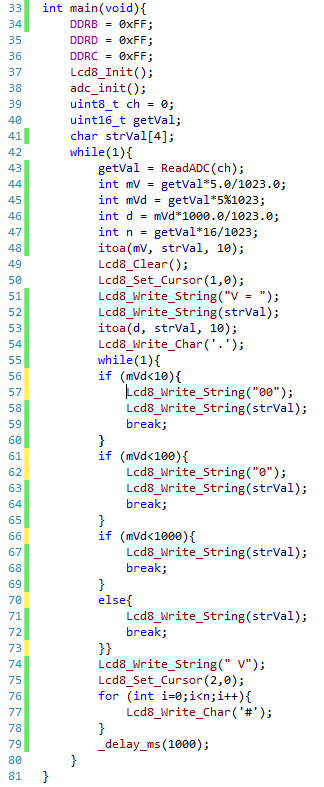 33 int main(void){
34 DDRB = 0xFF;
35 DDRD = 0xFF;
36 DDRC = 0xFF;
37 Lcd8_Init();
38 adc_init();
39 uint8_t ch = 0;
40 uint16_t getVal;
41 char strVal[4];
42 while(1){
43 getVal = ReadADC(ch);
44 int mV = getVal*5.0/1023.0;
45 int mVd = getVal*5%1023;
46 int d = mVd*1000.0/1023.0;
47 int n = getVal*16/1023;
48 itoa(mV, strVal, 10);
49 Lcd8_Clear();
50 Lcd8_Set_Cursor(1,0);
51 Lcd8_Write_String("V = ");
52 Lcd8_Write_String(strVal);
53 itoa(d, strVal, 10);
54 Lcd8_Write_Char('.');
55 while(1){
56 if (mVd<10){
57 Lcd8_Write_String("00");
58 Lcd8_Write_String(strVal);
59 break;
60 }
61 if (mVd<100){
62 Lcd8_Write_String("0");
63 Lcd8_Write_String(strVal);
64 break;
65 }
66 if (mVd<1000){
67 Lcd8_Write_String(strVal);
68 break;
69 }
70 else{
71 Lcd8_Write_String(strVal);
72 break;
73 }}
74 Lcd8_Write_String(" V");
75 Lcd8_Set_Cursor(2,0);
76 for (int i=0;i<n;i++){
77 Lcd8_Write_Char('#');
78 }
79 _delay_ms(1000);
80 }
81 }